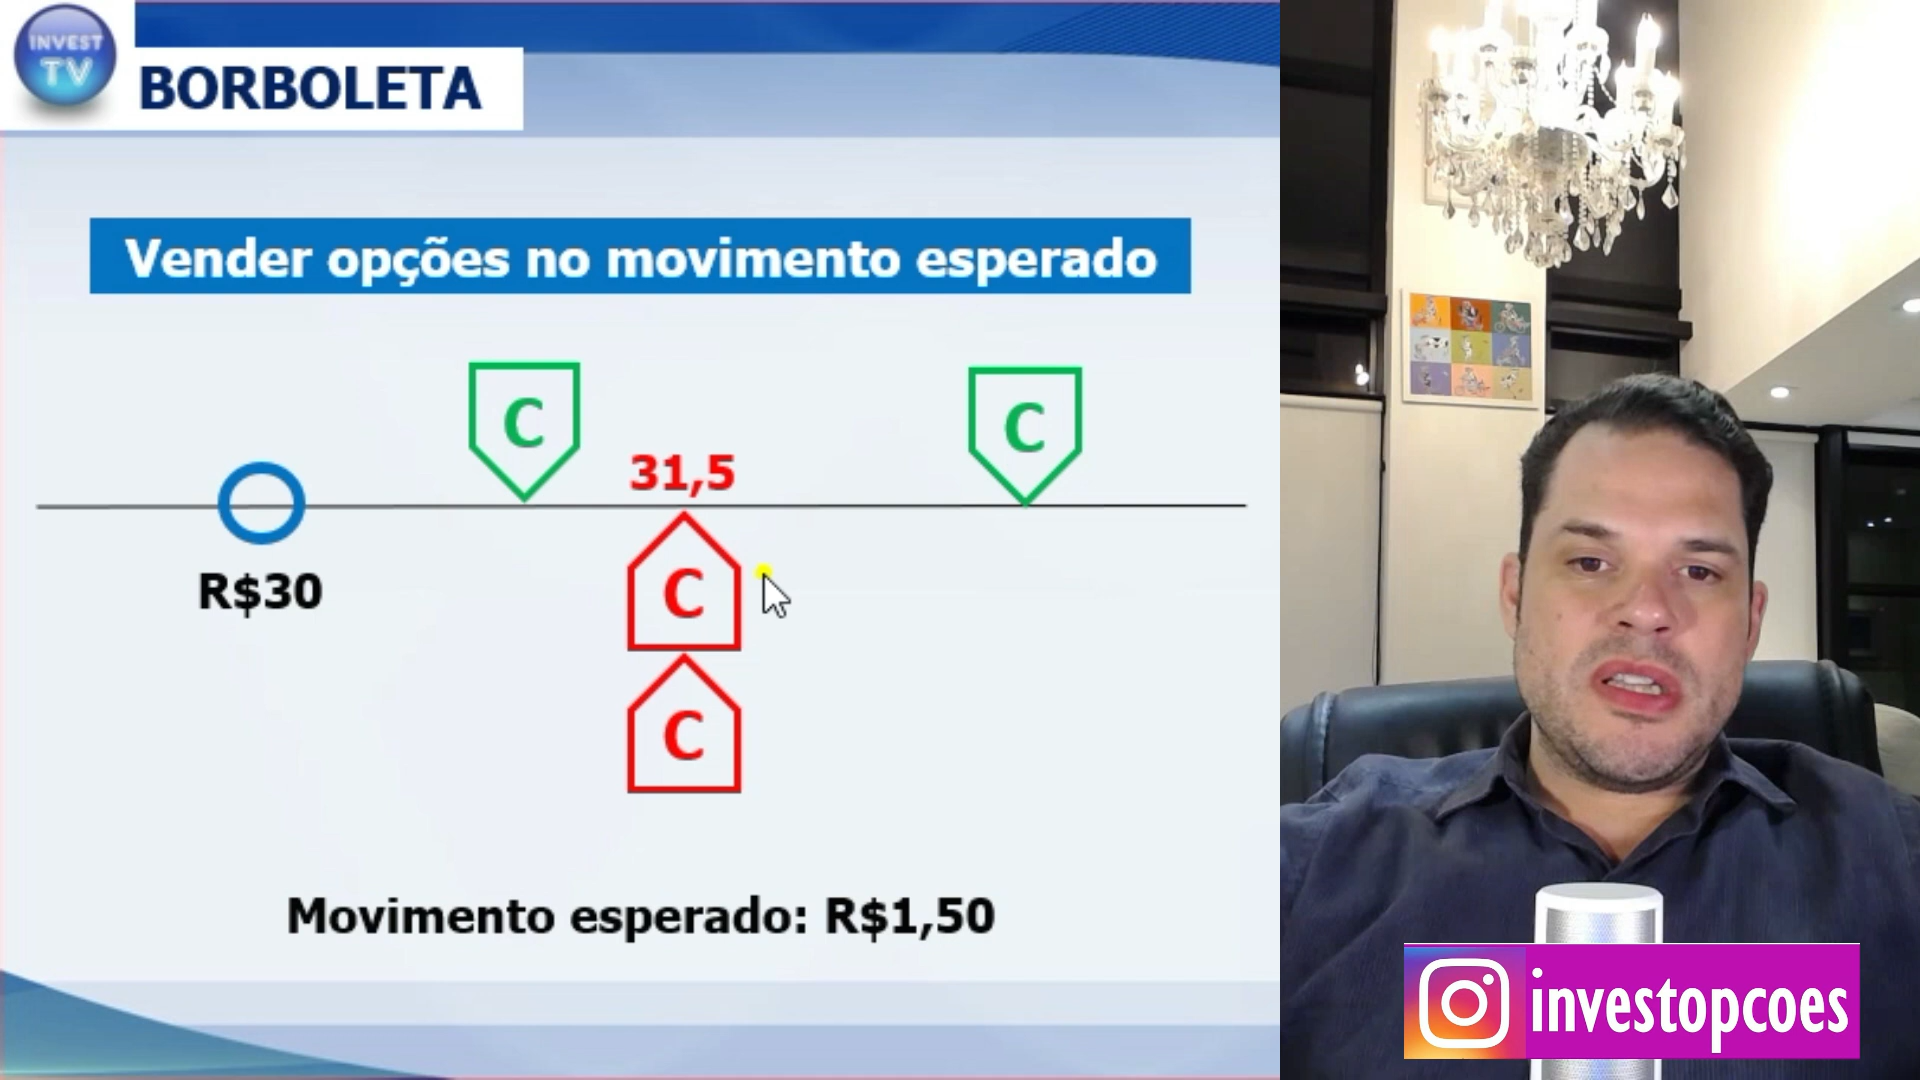 INVEST
TV
BORBOLETA
Vender opções no movimento esperado
C
C
31,5
C
R$30
C
Movimento esperado: R$1,50
investopcoes